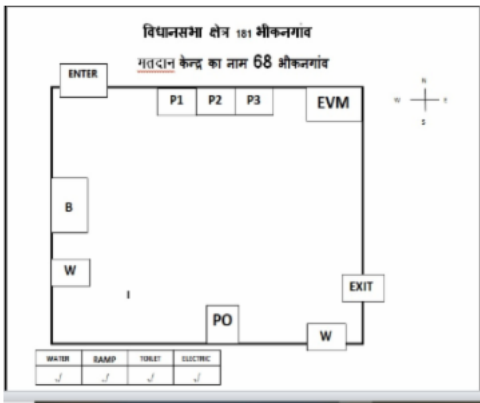 विधानसभा क्षेत्र 181 भीकनगांव
मतदान केन्द्र का नाम 68 भीकनगांव
ENTER
P1 P2 P3 EVM
N
W E
S
B
W
I
EXIT
PO
W
WATER RAMP TOILET ELECTRIC
√ √ √ √